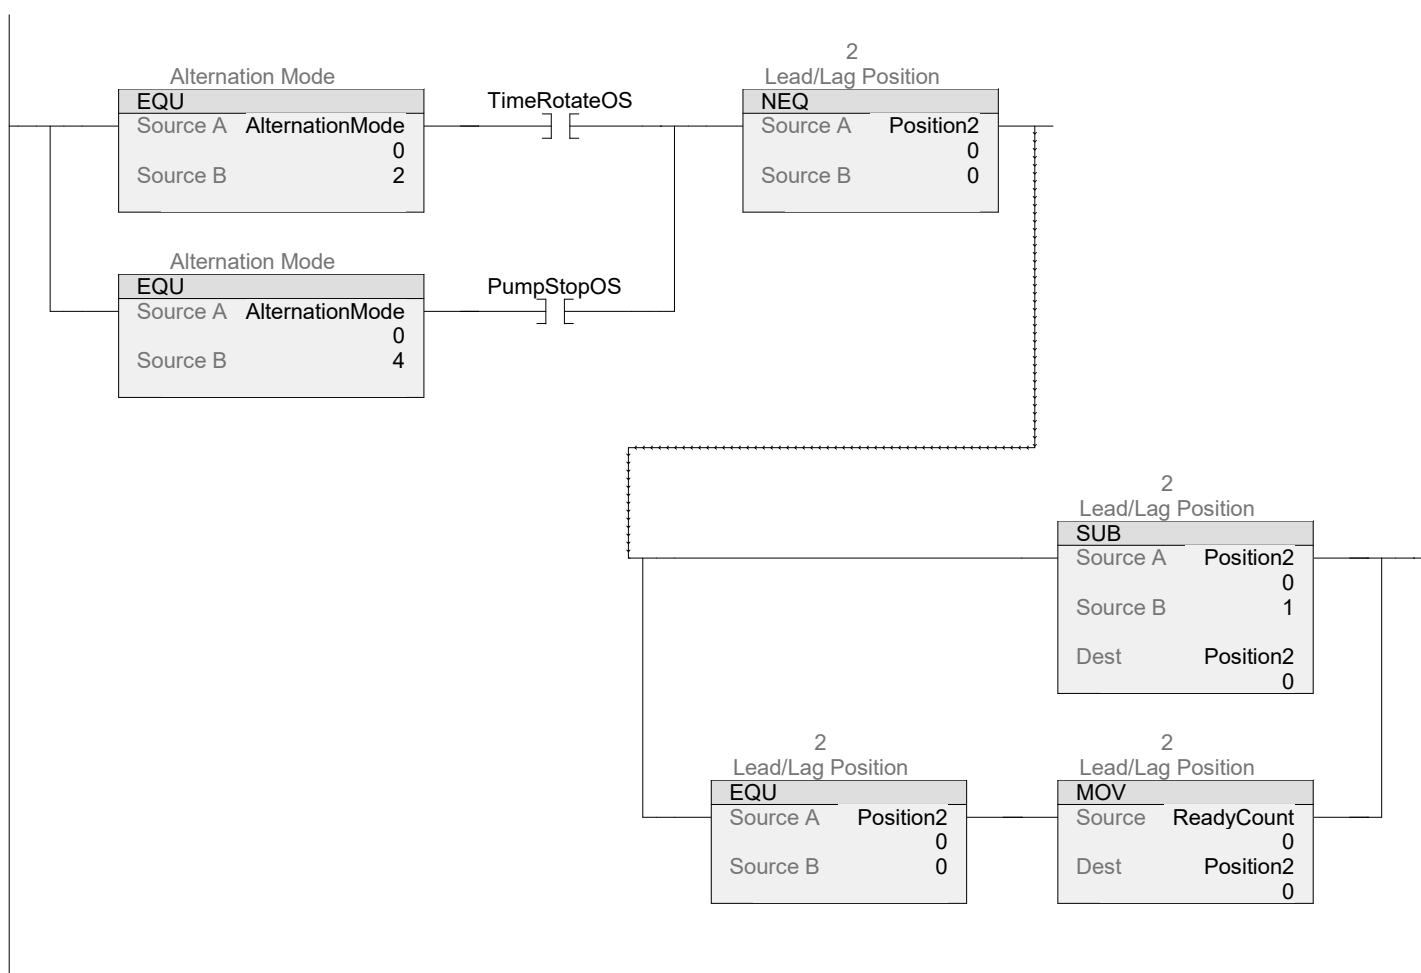 2
Alternation Mode
Lead/Lag Position
EQU
TimeRotateOS
NEQ
Source A AlternationMode
Source A Position2
0
0
Source B 2
Source B 0
Alternation Mode
EQU
PumpStopOS
Source A AlternationMode
0
Source B 4
2
Lead/Lag Position
SUB
Source A Position2
0
Source B 1
Dest Position2
0
2
Lead/Lag Position
EQU
Source A Position2
0
Source B 0
2
Lead/Lag Position
MOV
Source ReadyCount
0
Dest Position2
0